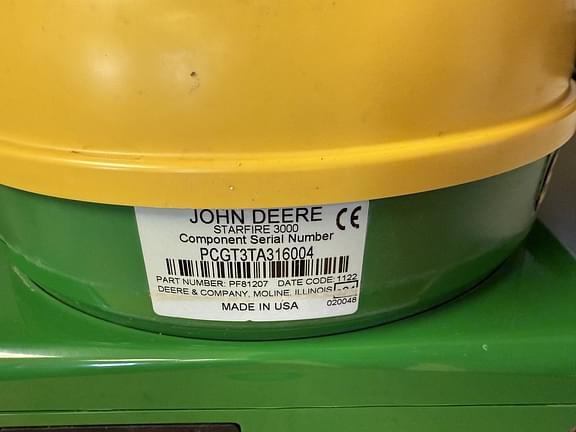 JOHN DEERE
STARFIRE 3000
Component Serial Number
PCGT3TA316004
PART NUMBER: PF81207 DATE CODE: 1122
DEERE & COMPANY, MOLINE, ILLINOIS
020048
MADE IN USA
CE